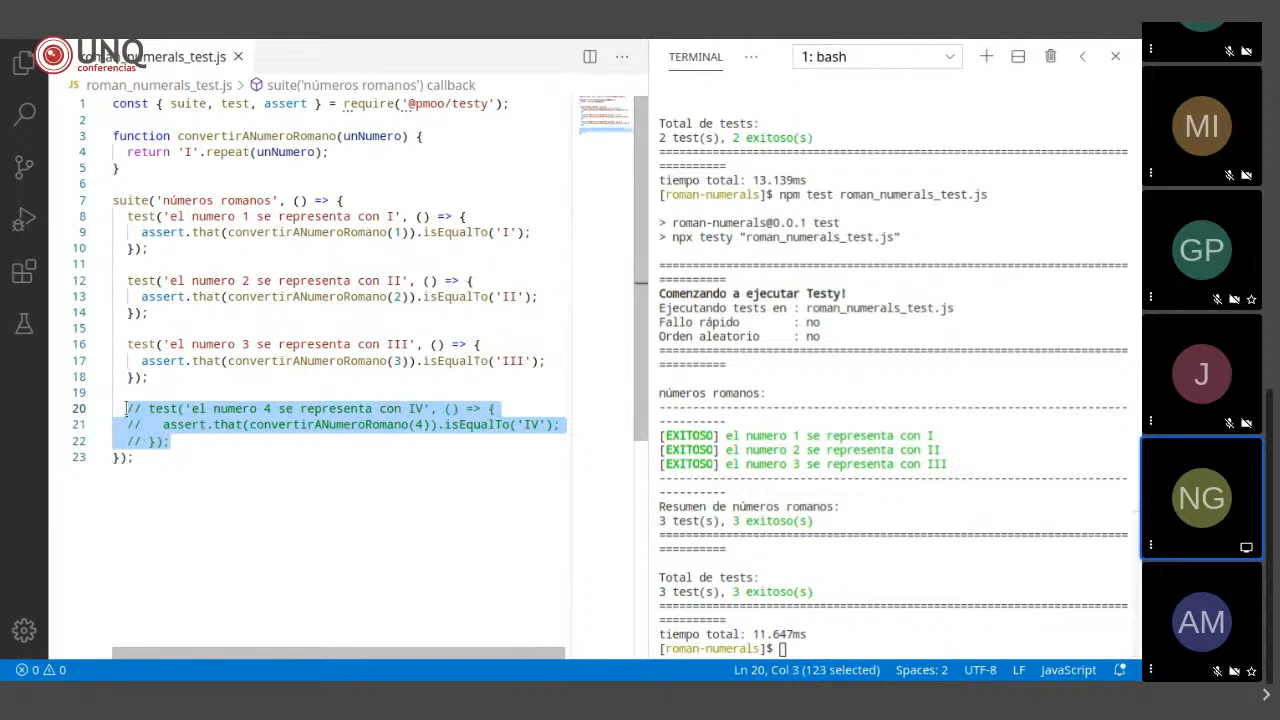 UNQ
conferencias
roman_numerals_test.js
roman_numerals_test.js > suite('números romanos') callback
1 const { suite, test, assert } = require('@pmoo/testy');
2
3 function convertirANumeroRomano(unNumero) {
4   return 'I'.repeat(unNumero);
5 }
6
7 suite('números romanos', () => {
8   test('el numero 1 se representa con I', () => {
9     assert.that(convertirANumeroRomano(1)).isEqualTo('I');
10   });
11
12   test('el numero 2 se representa con II', () => {
13     assert.that(convertirANumeroRomano(2)).isEqualTo('II');
14   });
15
16   test('el numero 3 se representa con III', () => {
17     assert.that(convertirANumeroRomano(3)).isEqualTo('III');
18   });
19
20   // test('el numero 4 se representa con IV', () => {
21   //   assert.that(convertirANumeroRomano(4)).isEqualTo('IV');
22   // });
23 });
TERMINAL ··· 1: bash
Total de tests:
2 test(s), 2 exitoso(s)
=================================================================
==========
tiempo total: 13.139ms
[roman-numerals]$ npm test roman_numerals_test.js
> roman-numerals@0.0.1 test
> npx testy "roman_numerals_test.js"
=================================================================
==========
Comenzando a ejecutar Testy!
Ejecutando tests en : roman_numerals_test.js
Fallo rápido : no
Orden aleatorio : no
=================================================================
==========
números romanos:
-----------------------------------------------------------------
----------
[EXITOSO] el numero 1 se representa con I
[EXITOSO] el numero 2 se representa con II
[EXITOSO] el numero 3 se representa con III
-----------------------------------------------------------------
----------
Resumen de números romanos:
3 test(s), 3 exitoso(s)
=================================================================
==========
Total de tests:
3 test(s), 3 exitoso(s)
=================================================================
==========
tiempo total: 11.647ms
[roman-numerals]$
MI
GP
J
NG
AM
0 0 Ln 20, Col 3 (123 selected) Spaces: 2 UTF-8 LF JavaScript